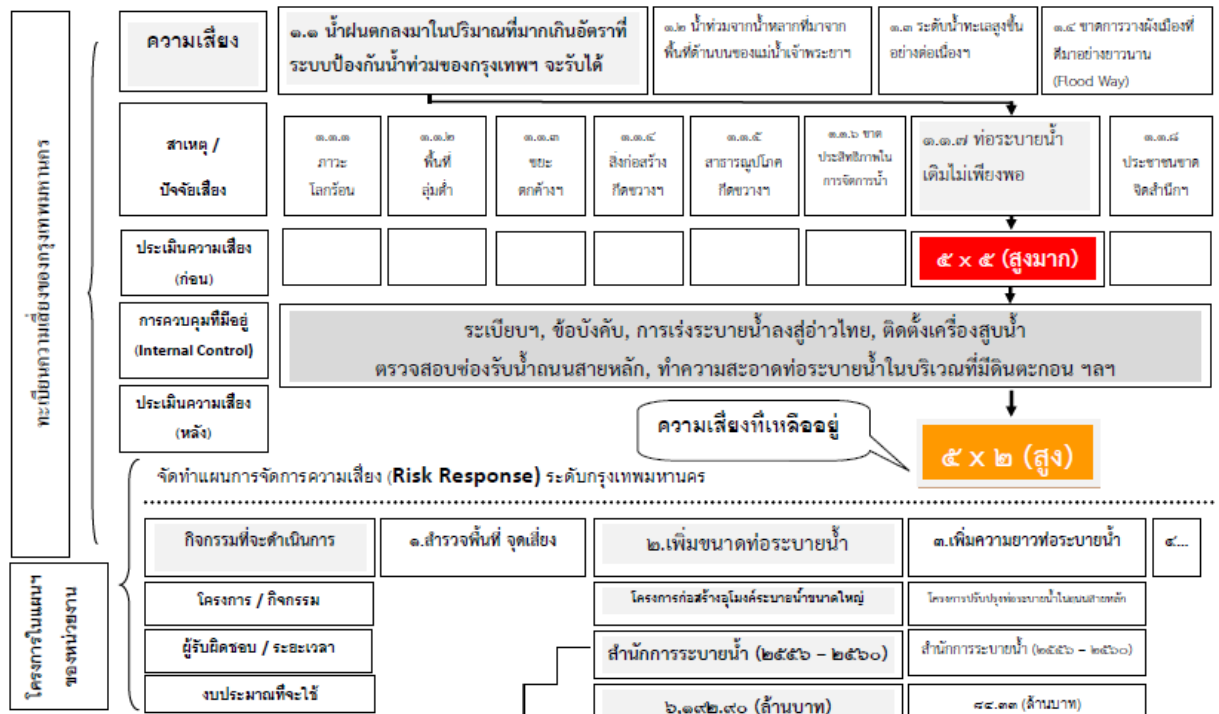 ทะเบียนความเสี่ยงของกรุงเทพมหานคร
ความเสี่ยง
๑.๑ น้ำฝนตกลงมาในปริมาณที่มากเกินอัตราที่
ระบบป้องกันน้ำท่วมของกรุงเทพฯ จะรับได้
๑.๒ น้ำท่วมจากน้ำหลากที่มาจาก
พื้นที่ด้านบนของแม่น้ำเจ้าพระยาฯ
๑.๓ ระดับน้ำทะเลสูงขึ้น
อย่างต่อเนื่องฯ
๑.๔ ขาดการวางผังเมืองที่
ดีมาอย่างยาวนาน
(Flood Way)
สาเหตุ /
ปัจจัยเสี่ยง
๑.๑.๑
ภาวะ
โลกร้อน
๑.๑.๒
พื้นที่
ลุ่มต่ำ
๑.๑.๓
ขยะ
ตกค้างฯ
๑.๑.๔
สิ่งก่อสร้าง
กีดขวางฯ
๑.๑.๕
สาธารณูปโภค
กีดขวางฯ
๑.๑.๖ ขาด
ประสิทธิภาพใน
การจัดการน้ำ
๑.๑.๗ ท่อระบายน้ำ
เดิมไม่เพียงพอ
๑.๑.๘
ประชาชนขาด
จิตสำนึกฯ
ประเมินความเสี่ยง
(ก่อน)
๕ x ๕ (สูงมาก)
การควบคุมที่มีอยู่
(Internal Control)
ระเบียบฯ, ข้อบังคับ, การเร่งระบายน้ำลงสู่อ่าวไทย, ติดตั้งเครื่องสูบน้ำ
ตรวจสอบช่องรับน้ำถนนสายหลัก, ทำความสะอาดท่อระบายน้ำในบริเวณที่มีดินตะกอน ฯลฯ
ประเมินความเสี่ยง
(หลัง)
ความเสี่ยงที่เหลืออยู่
๕ x ๒ (สูง)
จัดทำแผนการจัดการความเสี่ยง (Risk Response) ระดับกรุงเทพมหานคร
โครงการในแผนฯ
ของหน่วยงาน
กิจกรรมที่จะดำเนินการ
๑.สำรวจพื้นที่ จุดเสี่ยง
๒.เพิ่มขนาดท่อระบายน้ำ
๓.เพิ่มความยาวท่อระบายน้ำ
๔...
โครงการ / กิจกรรม
โครงการก่อสร้างอุโมงค์ระบายน้ำขนาดใหญ่
โครงการปรับปรุงท่อระบายน้ำในถนนสายหลัก
ผู้รับผิดชอบ / ระยะเวลา
สำนักการระบายน้ำ (๒๕๕๖ – ๒๕๖๐)
สำนักการระบายน้ำ (๒๕๕๖ – ๒๕๖๐)
งบประมาณที่จะใช้
๖,๑๙๒.๙๐ (ล้านบาท)
๘๔.๓๓ (ล้านบาท)